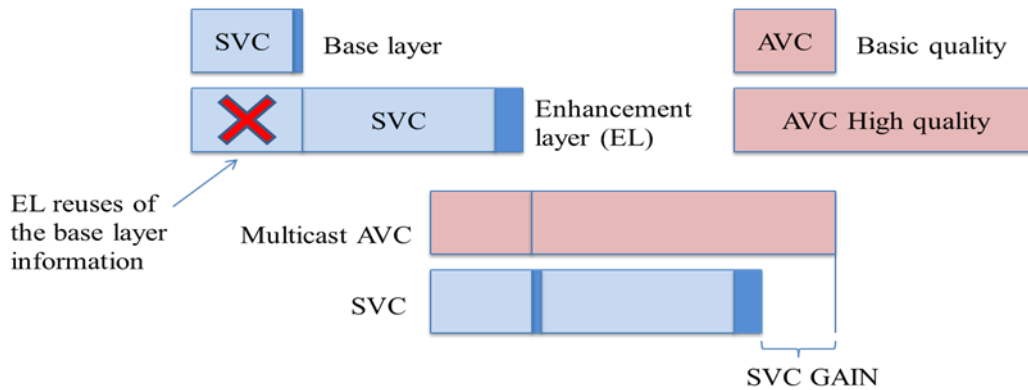 SVC
Base layer
AVC
Basic quality
SVC
Enhancement
layer (EL)
AVC High quality
EL reuses of
the base layer
information
Multicast AVC
SVC
SVC GAIN